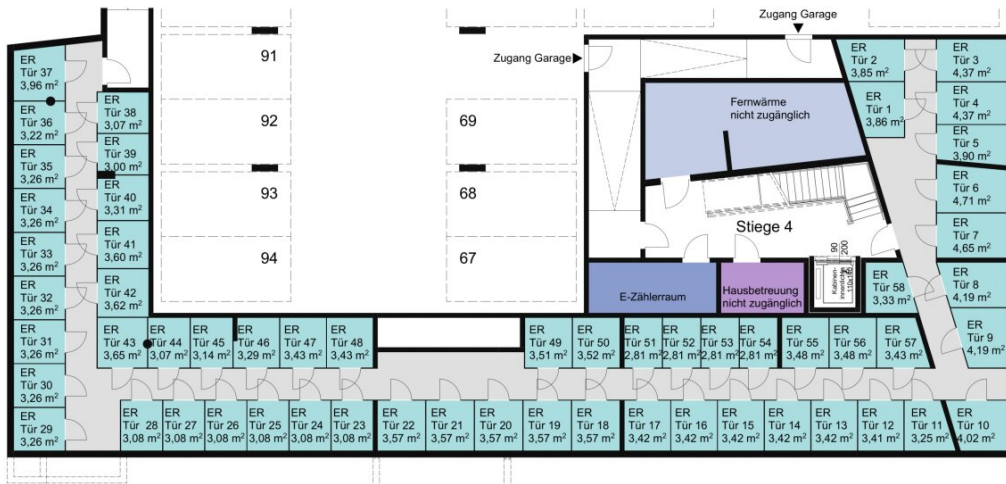 Zugang Garage
Zugang Garage
91
92
93
94
69
68
67
Fernwärme
nicht zugänglich
Stiege 4
E-Zählerraum
Hausbetreuung
nicht zugänglich
Kabinen-
innenlichte
110x160
90
200
ER
Tür 37
3,96 m²
ER
Tür 36
3,22 m²
ER
Tür 35
3,26 m²
ER
Tür 34
3,26 m²
ER
Tür 33
3,26 m²
ER
Tür 32
3,26 m²
ER
Tür 31
3,26 m²
ER
Tür 30
3,26 m²
ER
Tür 29
3,26 m²
ER
Tür 38
3,07 m²
ER
Tür 39
3,00 m²
ER
Tür 40
3,31 m²
ER
Tür 41
3,60 m²
ER
Tür 42
3,62 m²
ER
Tür 43
3,65 m²
ER
Tür 44
3,07 m²
ER
Tür 45
3,14 m²
ER
Tür 46
3,29 m²
ER
Tür 47
3,43 m²
ER
Tür 48
3,43 m²
ER
Tür 49
3,51 m²
ER
Tür 50
3,52 m²
ER
Tür 51
2,81 m²
ER
Tür 52
2,81 m²
ER
Tür 53
2,81 m²
ER
Tür 54
2,81 m²
ER
Tür 55
3,48 m²
ER
Tür 56
3,48 m²
ER
Tür 57
3,43 m²
ER
Tür 58
3,33 m²
ER
Tür 2
3,85 m²
ER
Tür 1
3,86 m²
ER
Tür 3
4,37 m²
ER
Tür 4
4,37 m²
ER
Tür 5
3,90 m²
ER
Tür 6
4,71 m²
ER
Tür 7
4,65 m²
ER
Tür 8
4,19 m²
ER
Tür 9
4,19 m²
ER
Tür 28
3,08 m²
ER
Tür 27
3,08 m²
ER
Tür 26
3,08 m²
ER
Tür 25
3,08 m²
ER
Tür 24
3,08 m²
ER
Tür 23
3,08 m²
ER
Tür 22
3,57 m²
ER
Tür 21
3,57 m²
ER
Tür 20
3,57 m²
ER
Tür 19
3,57 m²
ER
Tür 18
3,57 m²
ER
Tür 17
3,42 m²
ER
Tür 16
3,42 m²
ER
Tür 15
3,42 m²
ER
Tür 14
3,42 m²
ER
Tür 13
3,42 m²
ER
Tür 12
3,41 m²
ER
Tür 11
3,25 m²
ER
Tür 10
4,02 m²